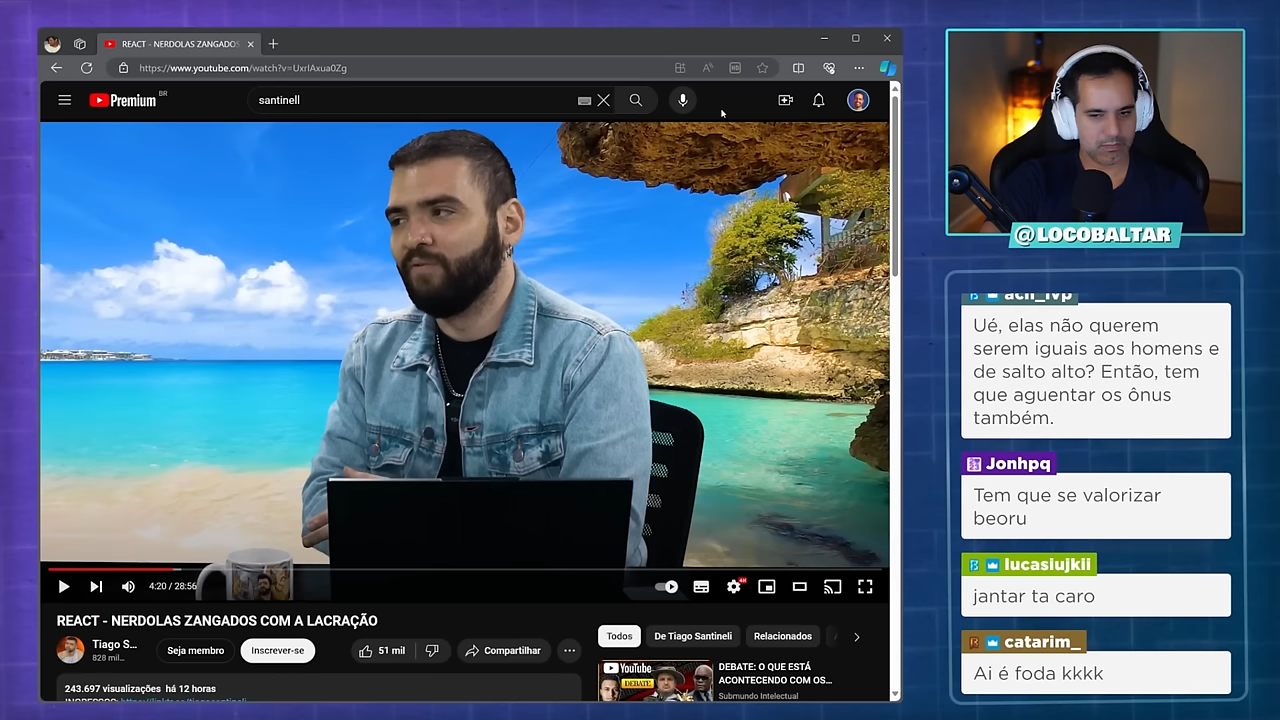 REACT - NERDOLAS ZANGADOS
https://www.youtube.com/watch?v=UxrlAxua0Zg
Premium BR
santinell
4:20 / 28:56
REACT - NERDOLAS ZANGADOS COM A LACRAÇÃO
Tiago S...
828 mil...
Seja membro
Inscrever-se
51 mil
Compartilhar
243.697 visualizações há 12 horas
Todos
De Tiago Santineli
Relacionados
YouTube
DEBATE
DEBATE: O QUE ESTÁ
ACONTECENDO COM OS...
Submundo Intelectual
@LOCOBALTAR
Ué, elas não querem
serem iguais aos homens e
de salto alto? Então, tem
que aguentar os ônus
também.
Jonhpq
Tem que se valorizar
beoru
lucasiujkli
jantar ta caro
catarim_
Ai é foda kkkk